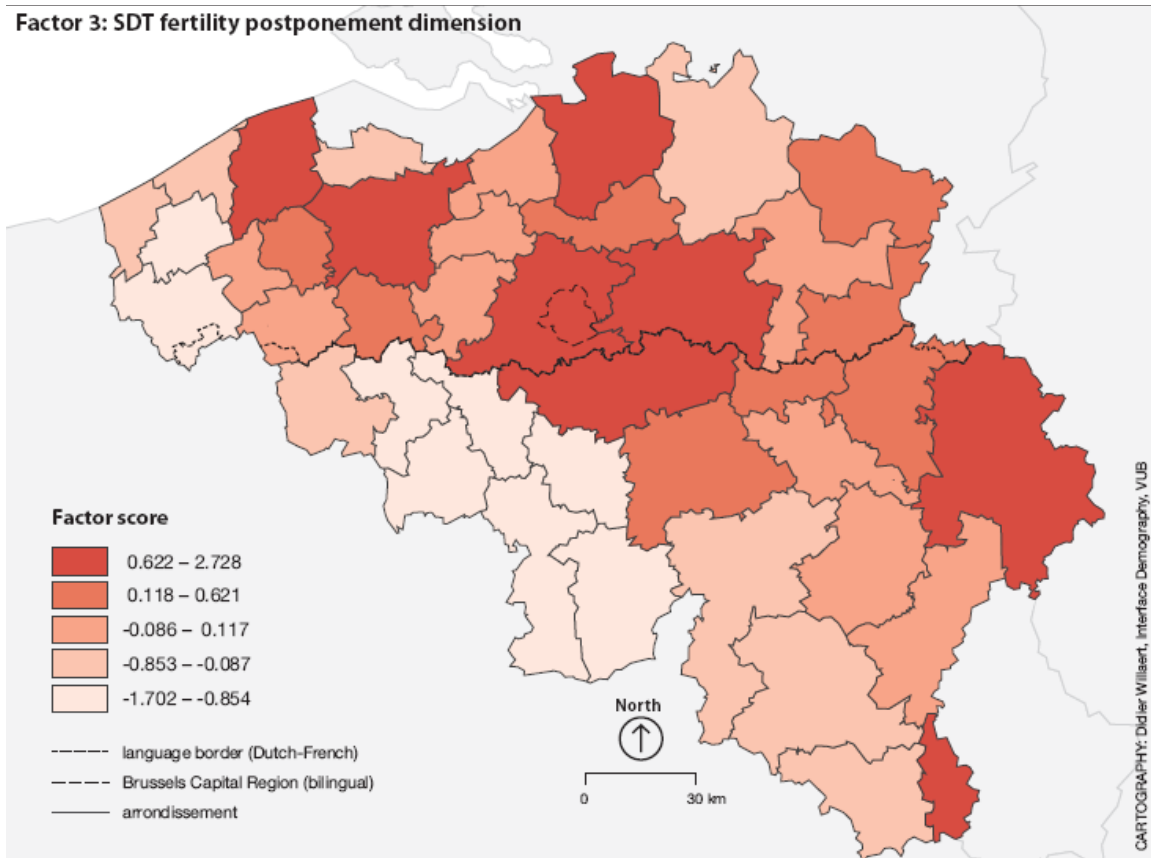 Factor 3: SDT fertility postponement dimension
Factor score
0.622 – 2.728
0.118 – 0.621
-0.086 – 0.117
-0.853 – -0.087
-1.702 – -0.854
language border (Dutch-French)
Brussels Capital Region (bilingual)
arrondissement
North
0 30 km
CARTOGRAPHY: Didier Willaert, Interface Demography, VUB